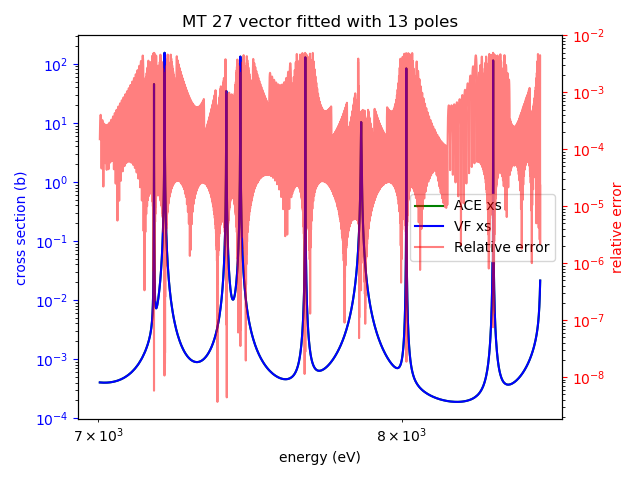 MT 27 vector fitted with 13 poles
cross section (b)
10²
10¹
10⁰
10⁻¹
10⁻²
10⁻³
10⁻⁴
10⁻²
10⁻³
10⁻⁴
10⁻⁵
10⁻⁶
10⁻⁷
10⁻⁸
relative error
ACE xs
VF xs
Relative error
7 × 10³
8 × 10³
energy (eV)